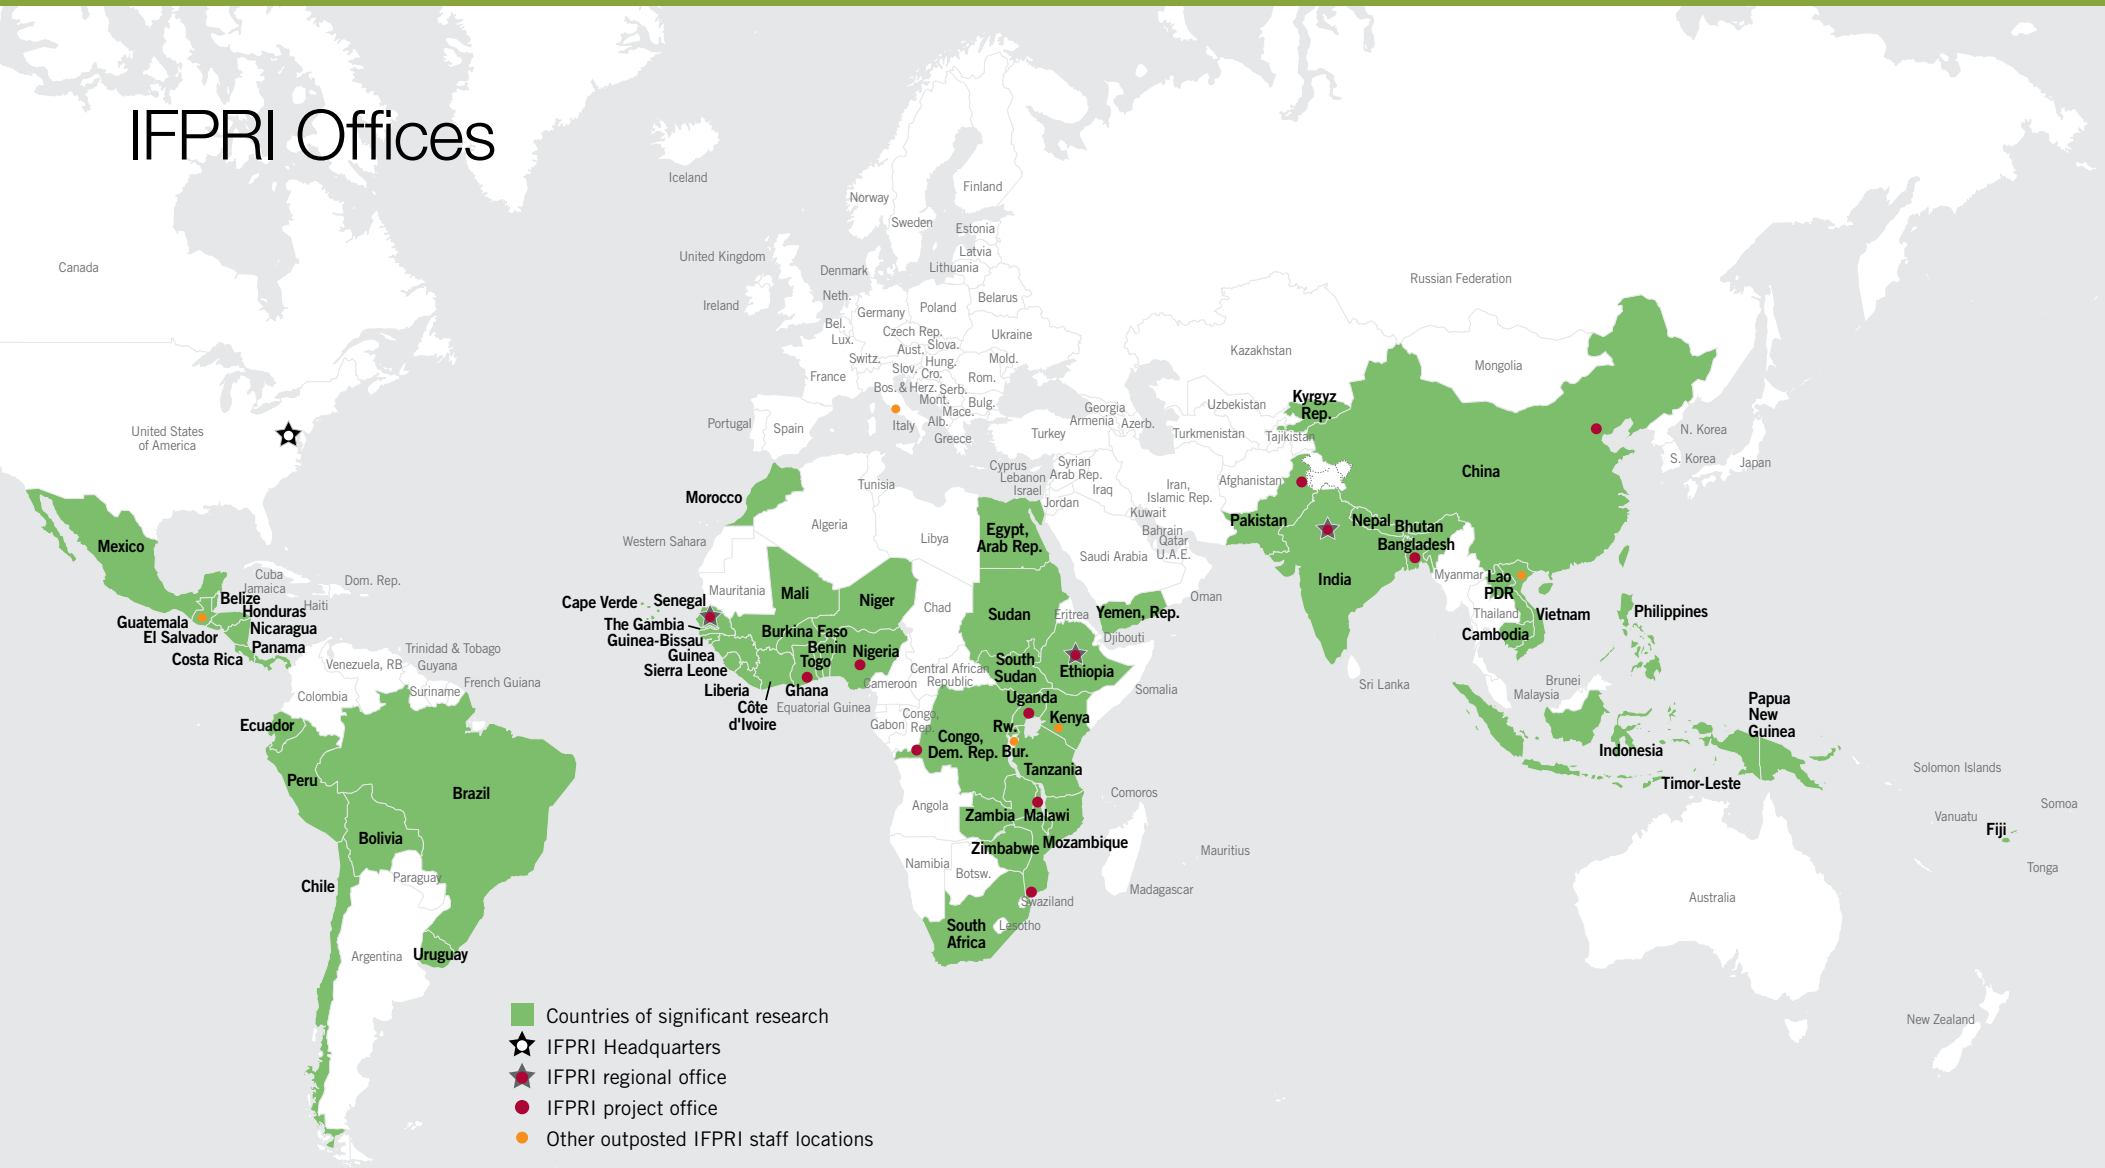 IFPRI Offices
Iceland
Finland
Norway
Sweden
Estonia
Latvia
Lithuania
United Kingdom
Denmark
Canada
Russian Federation
Ireland
Neth.
Belarus
Germany
Poland
Bel.
Czech Rep.
Ukraine
Lux.
Aust.
Slova.
Switz.
Hung.
Mold.
Kazakhstan
Mongolia
Slov.
Cro.
France
Rom.
Bos. & Herz.
Serb.
Mont.
Bulg.
Mace.
Kyrgyz
Rep.
Uzbekistan
Georgia
Armenia
Azerb.
Portugal
Spain
Italy
Alb.
Greece
Turkey
Turkmenistan
Tajikistan
United States
of America
N. Korea
S. Korea
Japan
China
Cyprus
Lebanon
Israel
Syrian
Arab Rep.
Iraq
Jordan
Iran,
Islamic Rep.
Afghanistan
Kuwait
Bahrain
Qatar
U.A.E.
Morocco
Tunisia
Algeria
Libya
Egypt,
Arab Rep.
Saudi Arabia
Pakistan
Nepal
Bhutan
Bangladesh
Western Sahara
Mexico
Cuba
Jamaica
Dom. Rep.
Haiti
Belize
Honduras
Guatemala
Nicaragua
El Salvador
Panama
Costa Rica
Mauritania
Mali
Niger
Chad
Sudan
Eritrea
Yemen, Rep.
Oman
Djibouti
India
Myanmar
Lao
PDR
Thailand
Vietnam
Cambodia
Philippines
Cape Verde
Senegal
The Gambia
Guinea-Bissau
Guinea
Sierra Leone
Liberia
Côte
d'Ivoire
Burkina Faso
Benin
Togo
Ghana
Nigeria
Cameroon
Central African
Republic
South
Sudan
Ethiopia
Somalia
Sri Lanka
Brunei
Malaysia
Trinidad & Tobago
Venezuela, RB
Guyana
Suriname
French Guiana
Colombia
Ecuador
Equatorial Guinea
Gabon
Congo,
Rep.
Uganda
Kenya
Rw.
Congo,
Dem. Rep.
Bur.
Tanzania
Papua
New
Guinea
Indonesia
Timor-Leste
Solomon Islands
Peru
Brazil
Bolivia
Angola
Zambia
Malawi
Comoros
Mozambique
Zimbabwe
Mauritius
Vanuatu
Somoa
Fiji
Tonga
Chile
Paraguay
Namibia
Botsw.
Madagascar
Swaziland
Australia
South
Africa
Lesotho
Argentina
Uruguay
New Zealand
Countries of significant research
IFPRI Headquarters
IFPRI regional office
IFPRI project office
Other outposted IFPRI staff locations